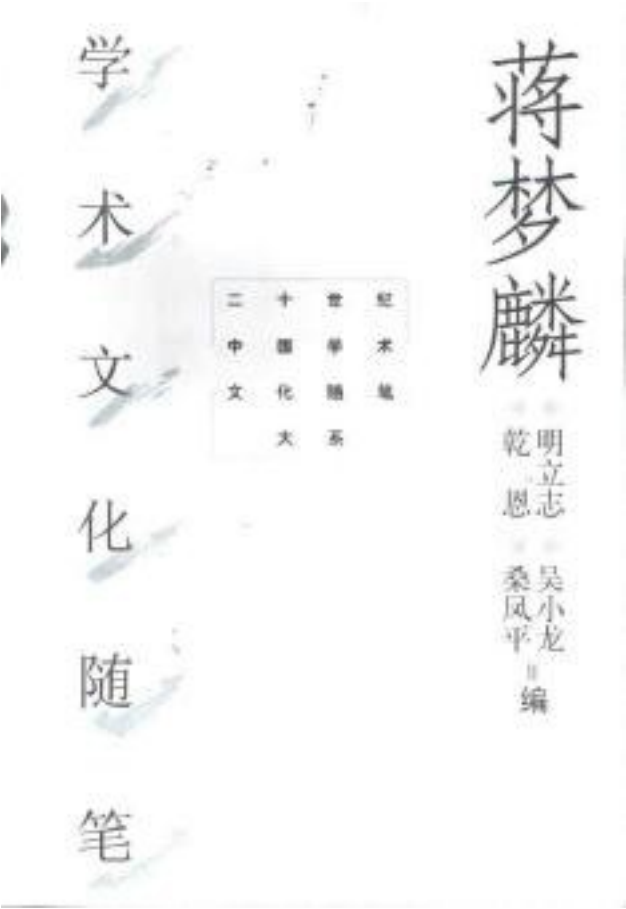 蒋梦麟
学术文化随笔
二十世纪
中国学术
文化随笔
大系
明立志 吴小龙
乾恩 桑凤平
编